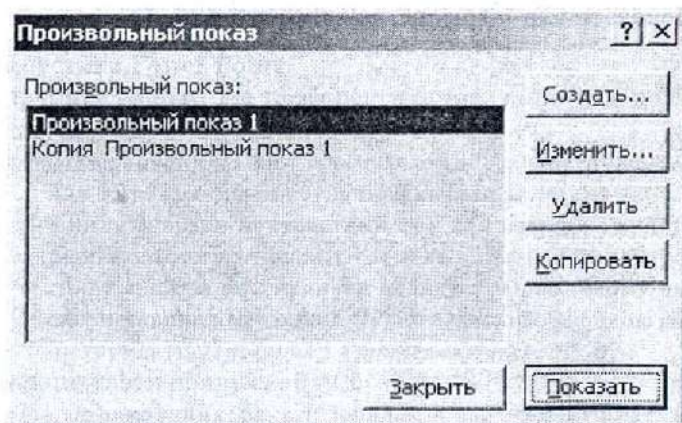 Произвольный показ ? ×
Произвольный показ:
Произвольный показ 1
Копия Произвольный показ 1
Создать...
Изменить...
Удалить
Копировать
Закрыть
Показать